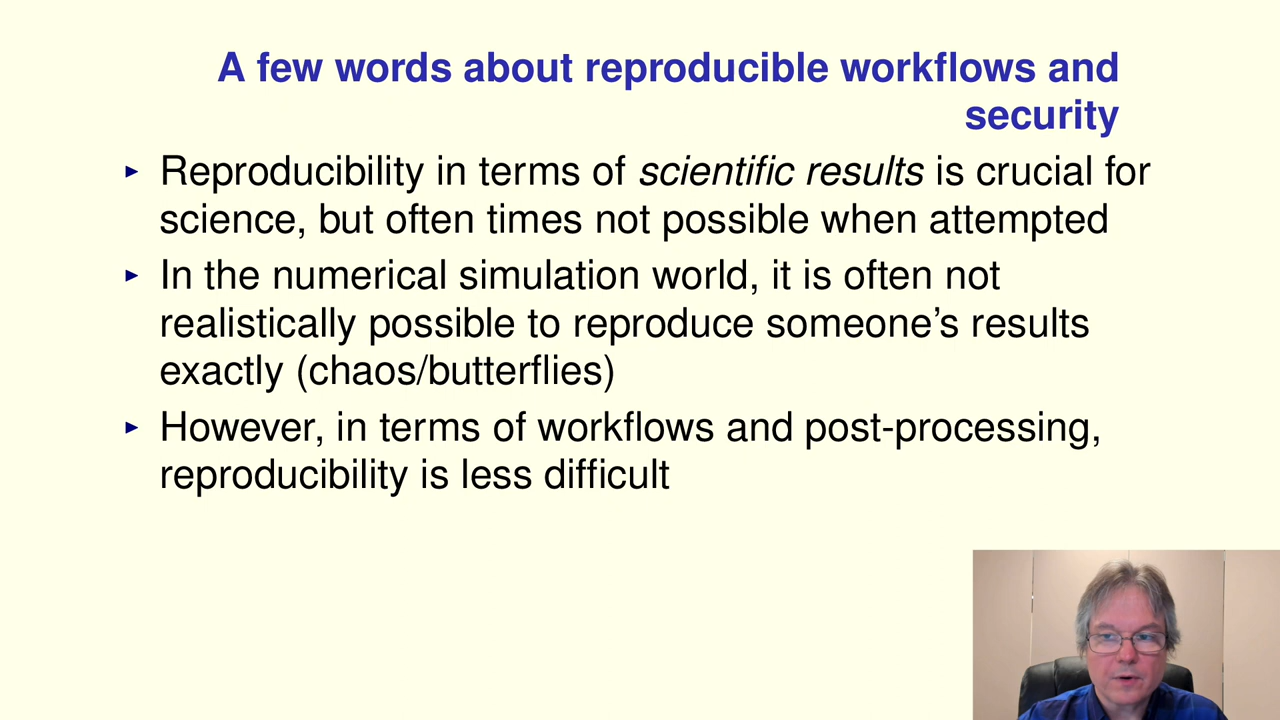 A few words about reproducible workflows and
security
Reproducibility in terms of scientific results is crucial for
science, but often times not possible when attempted
In the numerical simulation world, it is often not
realistically possible to reproduce someone’s results
exactly (chaos/butterflies)
However, in terms of workflows and post-processing,
reproducibility is less difficult